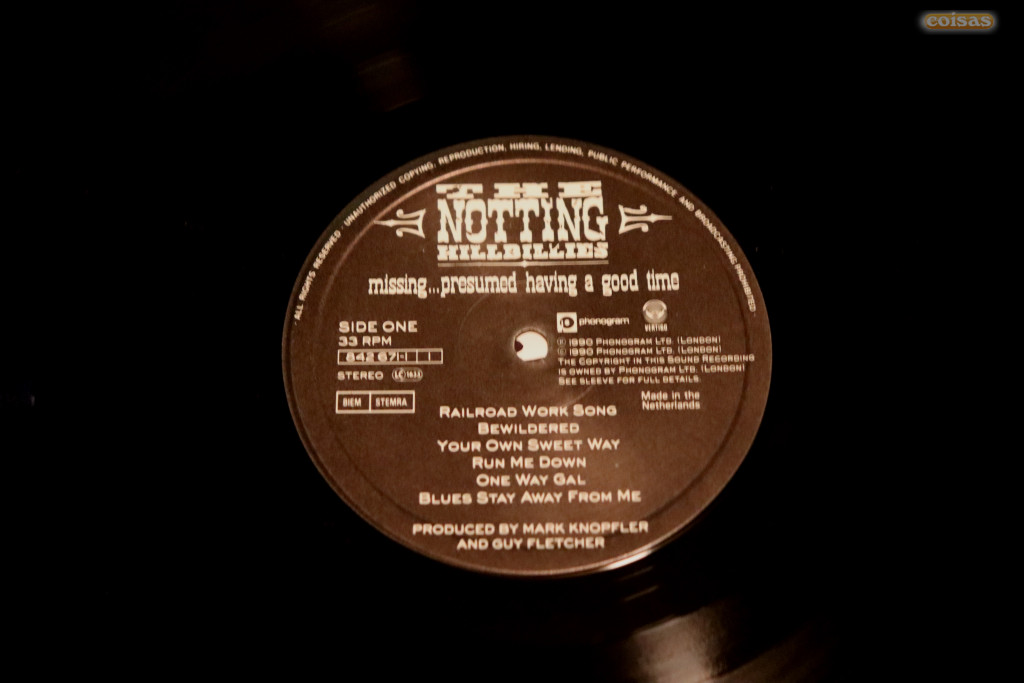 coisas
ALL RIGHTS RESERVED · UNAUTHORIZED COPYING, REPRODUCTION, HIRING, LENDING, PUBLIC PERFORMANCE AND BROADCASTING PROHIBITED ·
THE
NOTTING
HILLBILLIES
missing...presumed having a good time
SIDE ONE
33 RPM
842 671-1 1
STEREO LC 1633
BIEM STEMRA
phonogram
VERTIGO
℗ 1990 PHONOGRAM LTD. (LONDON)
© 1990 PHONOGRAM LTD. (LONDON)
THE COPYRIGHT IN THIS SOUND RECORDING
IS OWNED BY PHONOGRAM LTD. (LONDON)
SEE SLEEVE FOR FULL DETAILS.
Made in the
Netherlands
RAILROAD WORK SONG
BEWILDERED
YOUR OWN SWEET WAY
RUN ME DOWN
ONE WAY GAL
BLUES STAY AWAY FROM ME
PRODUCED BY MARK KNOPFLER
AND GUY FLETCHER